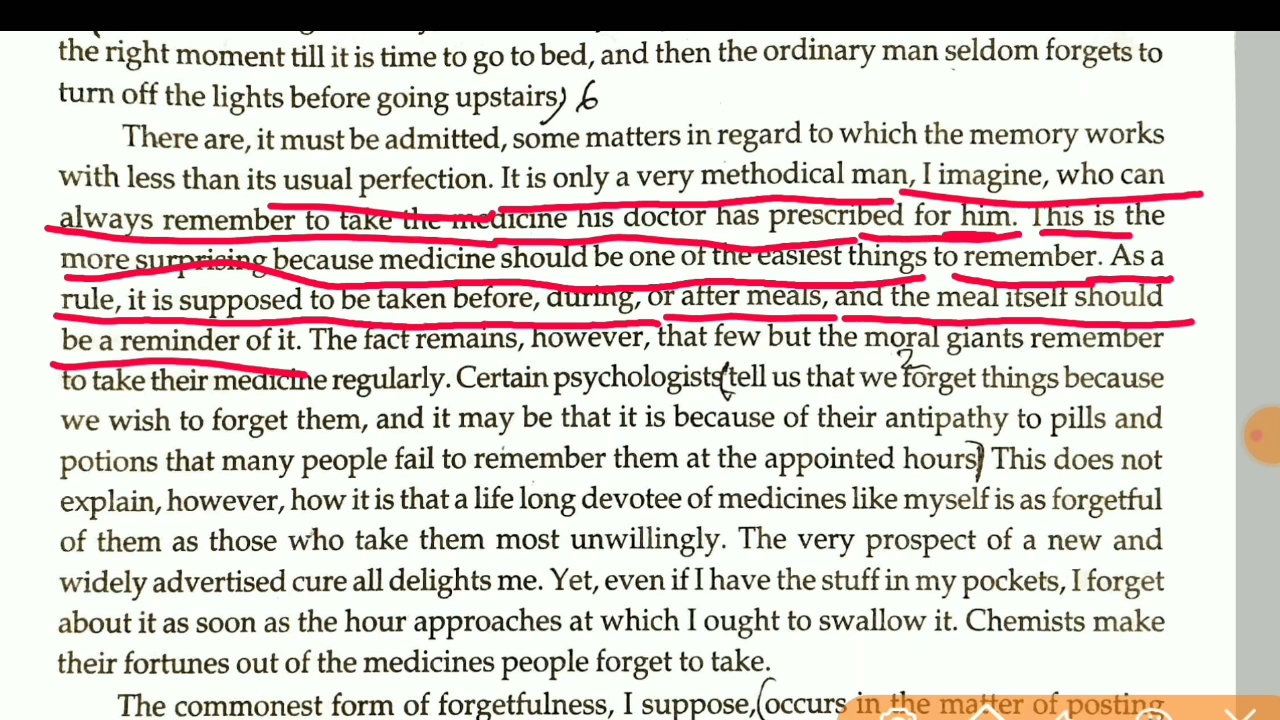 the right moment till it is time to go to bed, and then the ordinary man seldom forgets to
turn off the lights before going upstairs) 6
There are, it must be admitted, some matters in regard to which the memory works
with less than its usual perfection. It is only a very methodical man, I imagine, who can
always remember to take the medicine his doctor has prescribed for him. This is the
more surprising because medicine should be one of the easiest things to remember. As a
rule, it is supposed to be taken before, during, or after meals, and the meal itself should
be a reminder of it. The fact remains, however, that few but the moral giants remember
2
to take their medicine regularly. Certain psychologists (tell us that we forget things because
we wish to forget them, and it may be that it is because of their antipathy to pills and
potions that many people fail to remember them at the appointed hours) This does not
explain, however, how it is that a life long devotee of medicines like myself is as forgetful
of them as those who take them most unwillingly. The very prospect of a new and
widely advertised cure all delights me. Yet, even if I have the stuff in my pockets, I forget
about it as soon as the hour approaches at which I ought to swallow it. Chemists make
their fortunes out of the medicines people forget to take.
The commonest form of forgetfulness, I suppose, (occurs in the matter of posting